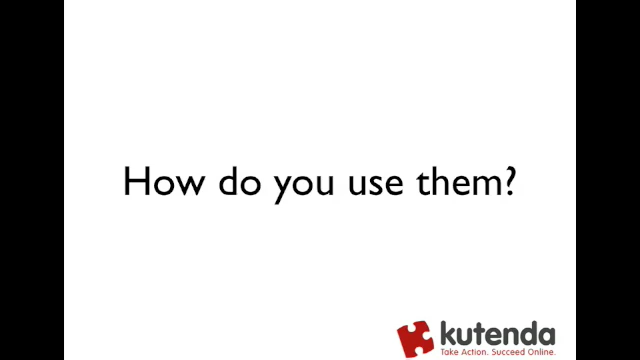 How do you use them?
kutenda
Take Action. Succeed Online.